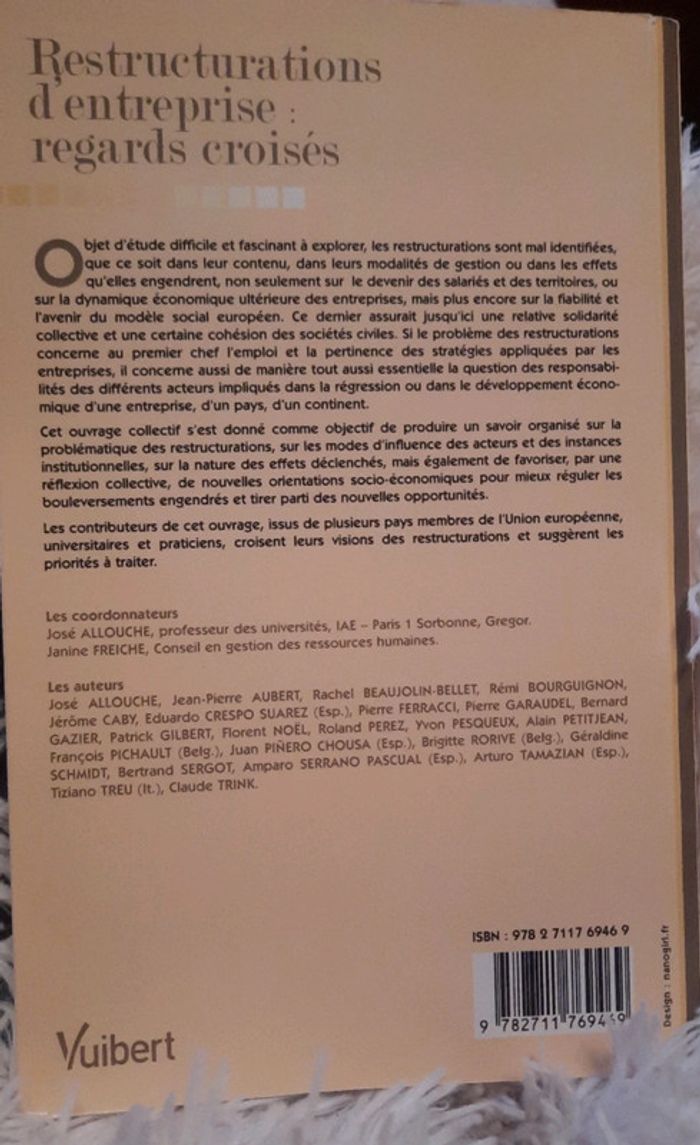 Restructurations
d'entreprise :
regards croisés
Objet d'étude difficile et fascinant à explorer, les restructurations sont mal identifiées,
que ce soit dans leur contenu, dans leurs modalités de gestion ou dans les effets
qu'elles engendrent, non seulement sur le devenir des salariés et des territoires, ou
sur la dynamique économique ultérieure des entreprises, mais plus encore sur la fiabilité et
l'avenir du modèle social européen. Ce dernier assurait jusqu'ici une relative solidarité
collective et une certaine cohésion des sociétés civiles. Si le problème des restructurations
concerne au premier chef l'emploi et la pertinence des stratégies appliquées par les
entreprises, il concerne aussi de manière tout aussi essentielle la question des responsabi-
lités des différents acteurs impliqués dans la régression ou dans le développement écono-
mique d'une entreprise, d'un pays, d'un continent.
Cet ouvrage collectif s'est donné comme objectif de produire un savoir organisé sur la
problématique des restructurations, sur les modes d'influence des acteurs et des instances
institutionnelles, sur la nature des effets déclenchés, mais également de favoriser, par une
réflexion collective, de nouvelles orientations socio-économiques pour mieux réguler les
bouleversements engendrés et tirer parti des nouvelles opportunités.
Les contributeurs de cet ouvrage, issus de plusieurs pays membres de l'Union européenne,
universitaires et praticiens, croisent leurs visions des restructurations et suggèrent les
priorités à traiter.
Les coordonnateurs
José ALLOUCHE, professeur des universités, IAE – Paris 1 Sorbonne, Gregor.
Janine FREICHE, Conseil en gestion des ressources humaines.
Les auteurs
José ALLOUCHE, Jean-Pierre AUBERT, Rachel BEAUJOLIN-BELLET, Rémi BOURGUIGNON,
Jérôme CABY, Eduardo CRESPO SUAREZ (Esp.), Pierre FERRACCI, Pierre GARAUDEL, Bernard
GAZIER, Patrick GILBERT, Florent NOËL, Roland PEREZ, Yvon PESQUEUX, Alain PETITJEAN,
François PICHAULT (Belg.), Juan PIÑERO CHOUSA (Esp.), Brigitte RORIVE (Belg.), Géraldine
SCHMIDT, Bertrand SERGOT, Amparo SERRANO PASCUAL (Esp.), Arturo TAMAZIAN (Esp.),
Tiziano TREU (It.), Claude TRINK.
ISBN : 978 2 7117 6946 9
9 782711 769469
Design : nanogirl.fr
Vuibert